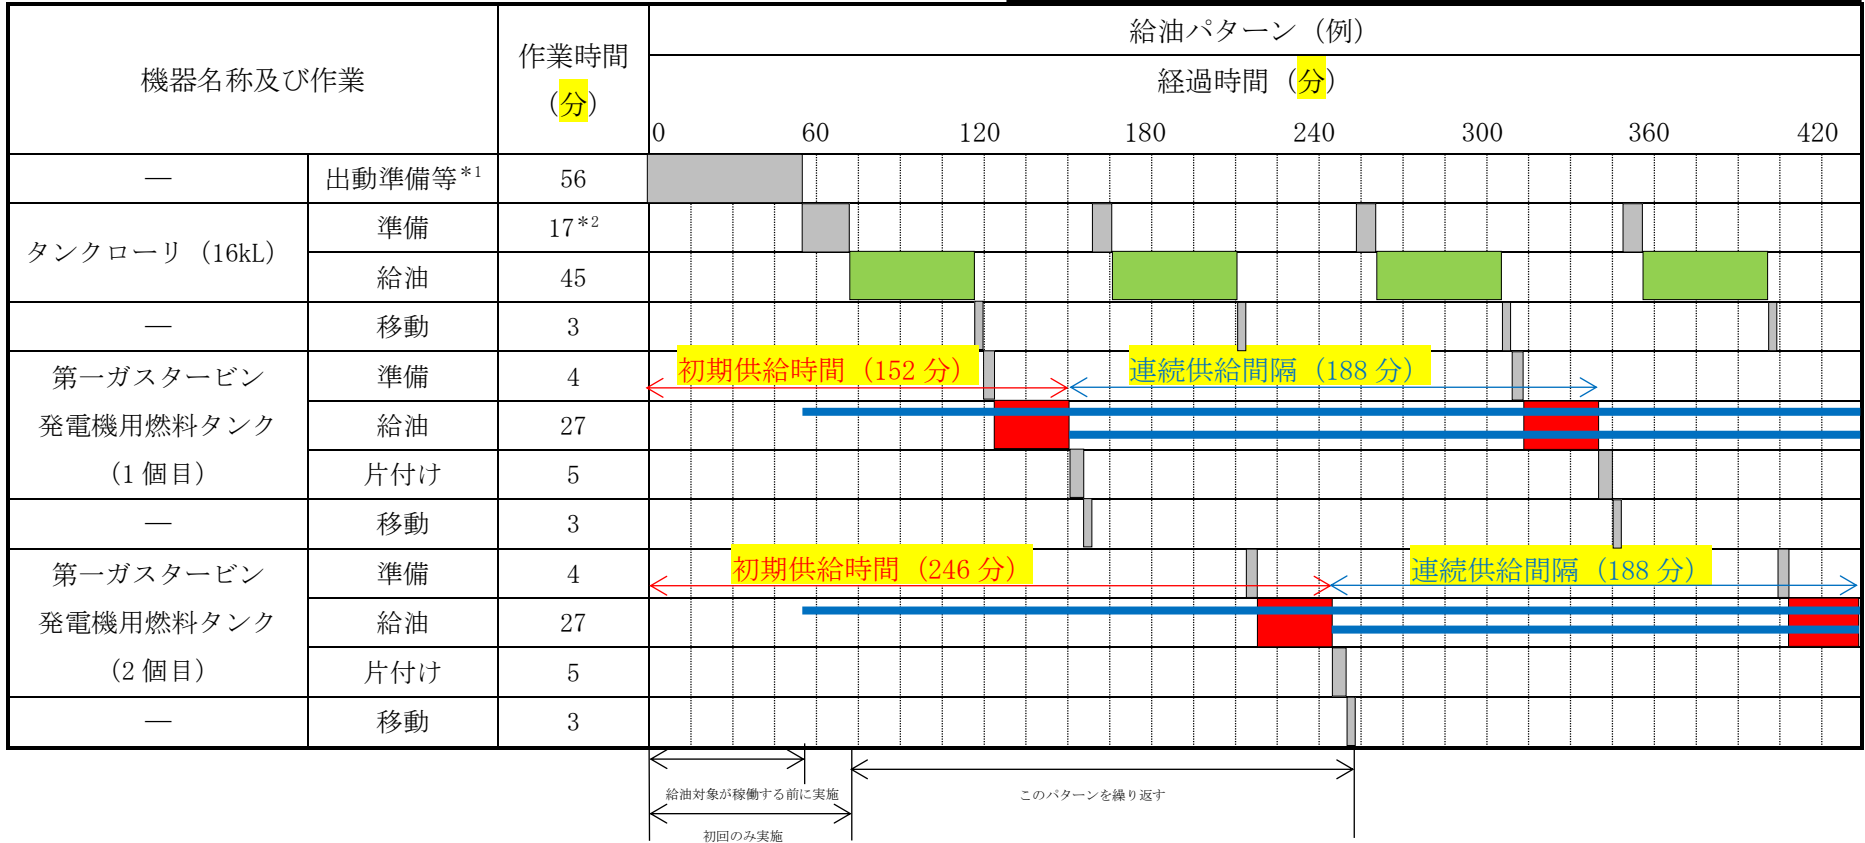 給油パターン（例）
機器名称及び作業
作業時間
（分）
経過時間（分）
0 60 120 180 240 300 360 420
― 出動準備等*1 56
タンクローリ（16kL）
準備 17*2
給油 45
― 移動 3
第一ガスタービン
発電機用燃料タンク
（1個目）
準備 4
初期供給時間（152分）
連続供給間隔（188分）
給油 27
片付け 5
― 移動 3
第一ガスタービン
発電機用燃料タンク
（2個目）
準備 4
初期供給時間（246分）
連続供給間隔（188分）
給油 27
片付け 5
― 移動 3
給油対象が稼働する前に実施
このパターンを繰り返す
初回のみ実施